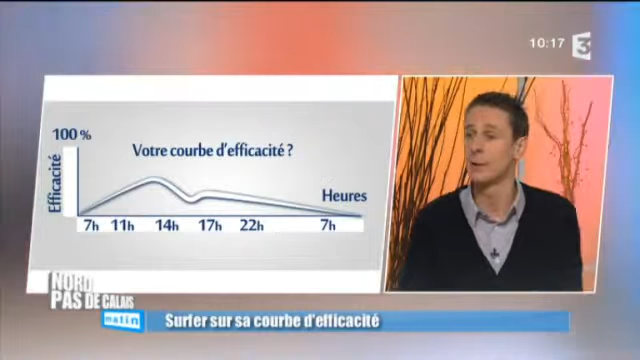 10:17 3
100 %
Votre courbe d'efficacité ?
Efficacité
Heures
7h 11h 14h 17h 22h 7h
NORD
PAS DE CALAIS
matin
Surfer sur sa courbe d'efficacité